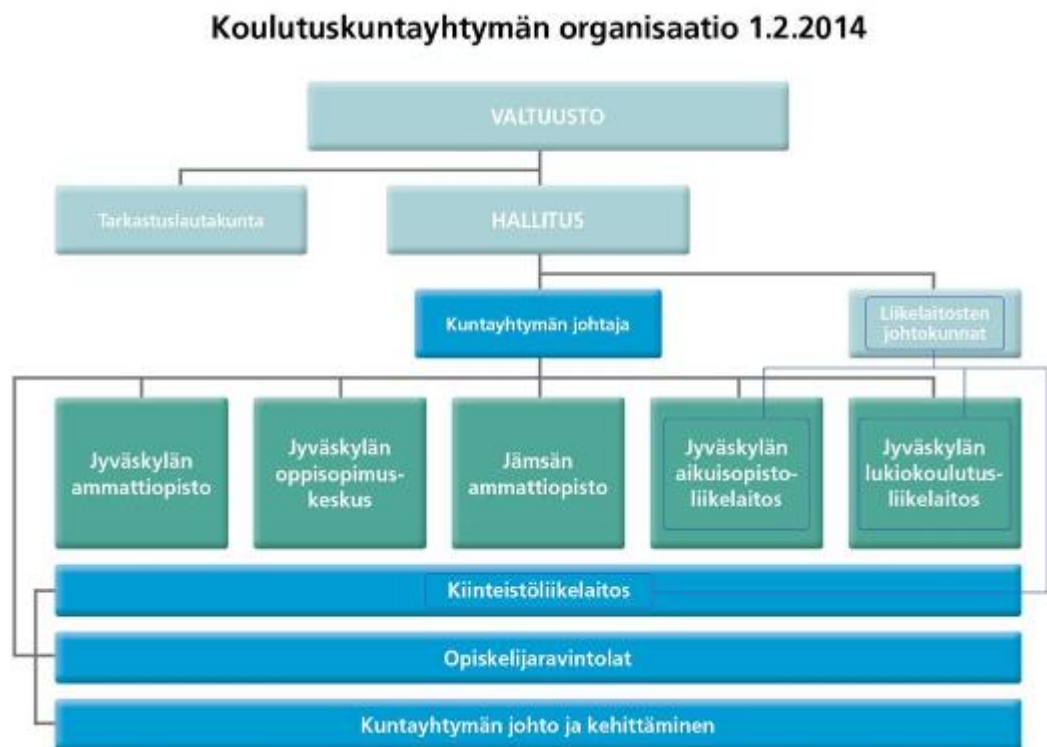 Koulutuskuntayhtymän organisaatio 1.2.2014
VALTUUSTO
Tarkastuslautakunta
HALLITUS
Kuntayhtymän johtaja
Liikelaitosten
johtokunnat
Jyväskylän
ammattiopisto
Jyväskylän
oppisopimus-
keskus
Jämsän
ammattiopisto
Jyväskylän
aikuisopisto-
liikelaitos
Jyväskylän
lukiokoulutus-
liikelaitos
Kiinteistöliikelaitos
Opiskelijaravintolat
Kuntayhtymän johto ja kehittäminen